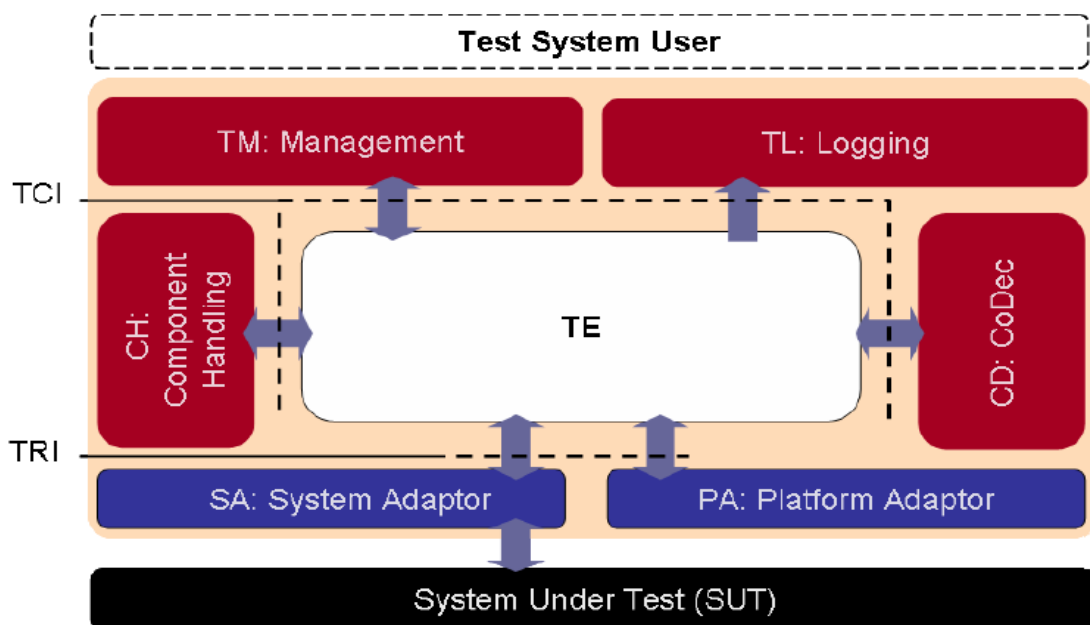 Test System User
TM: Management
TL: Logging
TCI
CH:
Component
Handling
TE
CD: CoDec
TRI
SA: System Adaptor
PA: Platform Adaptor
System Under Test (SUT)